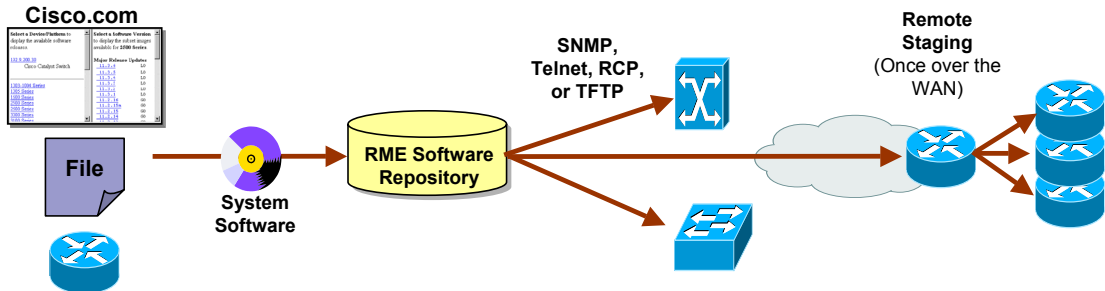 Cisco.com
Select a Device/Platform to
display the available software
releases.
Cisco Catalyst Switch
Select a Software Version
to display the subset images
available for 2500 Series
Major Release Updates
File
System
Software
RME Software
Repository
SNMP,
Telnet, RCP,
or TFTP
Remote
Staging
(Once over the
WAN)